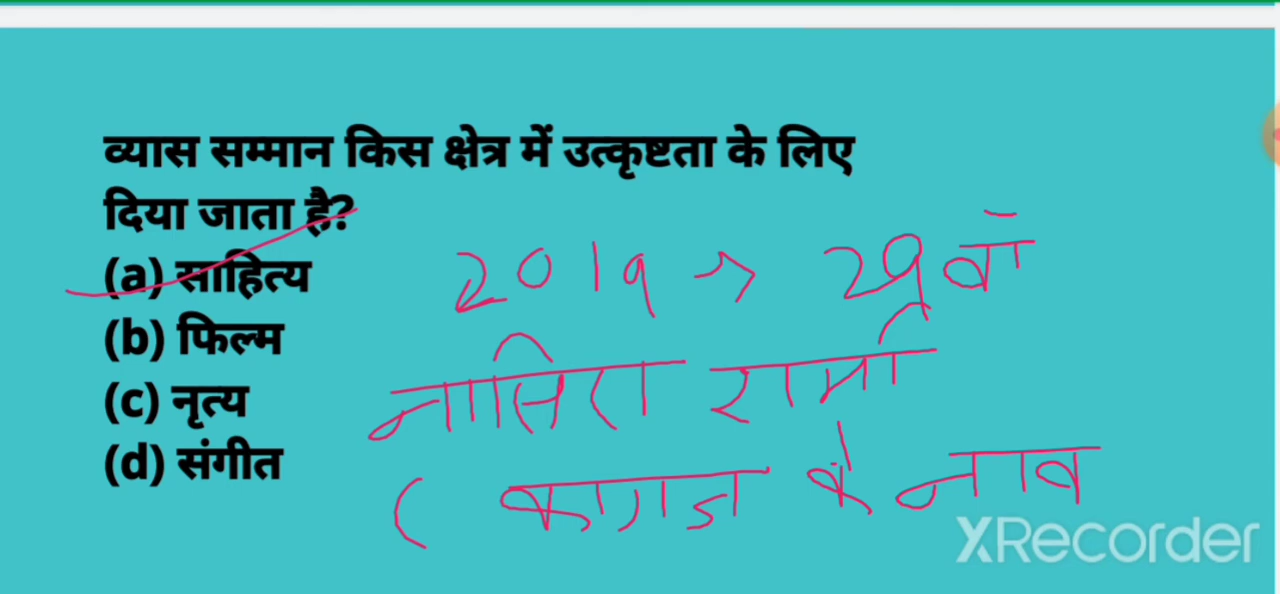 व्यास सम्मान किस क्षेत्र में उत्कृष्टता के लिए
दिया जाता है?
(a) साहित्य
(b) फिल्म
(c) नृत्य
(d) संगीत
2019 → 29वाँ
नासिरा शर्मा
( कागज के नाव
XRecorder